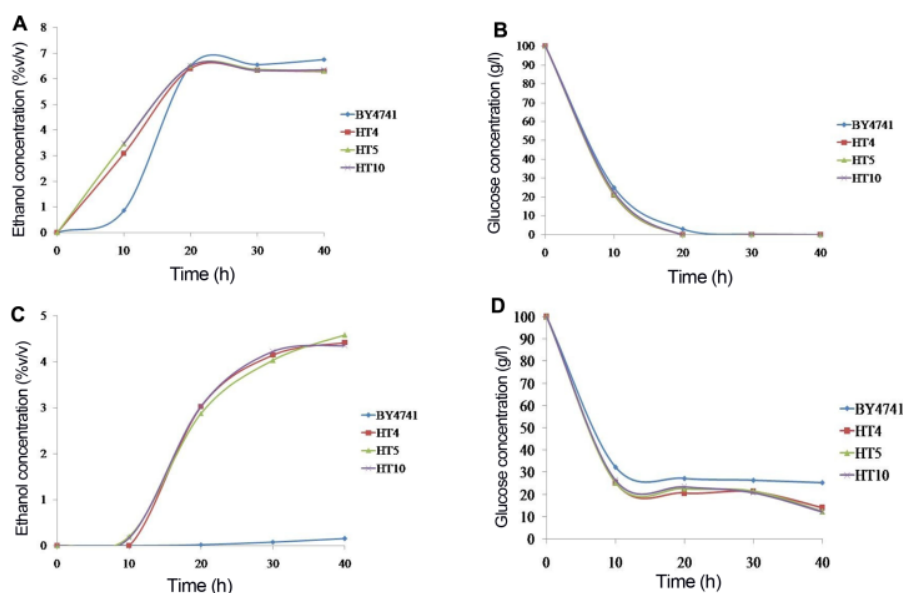 A
Ethanol concentration (%v/v)
8
7
6
5
4
3
2
1
0
0 10 20 30 40
Time (h)
BY4741
HT4
HT5
HT10
B
Glucose concentration (g/l)
100
90
80
70
60
50
40
30
20
10
0
0 10 20 30 40
Time (h)
BY4741
HT4
HT5
HT10
C
Ethanol concentration (%v/v)
5
4
3
2
1
0
0 10 20 30 40
Time (h)
BY4741
HT4
HT5
HT10
D
Glucose concentration (g/l)
100
90
80
70
60
50
40
30
20
10
0
0 10 20 30 40
Time (h)
BY4741
HT4
HT5
HT10